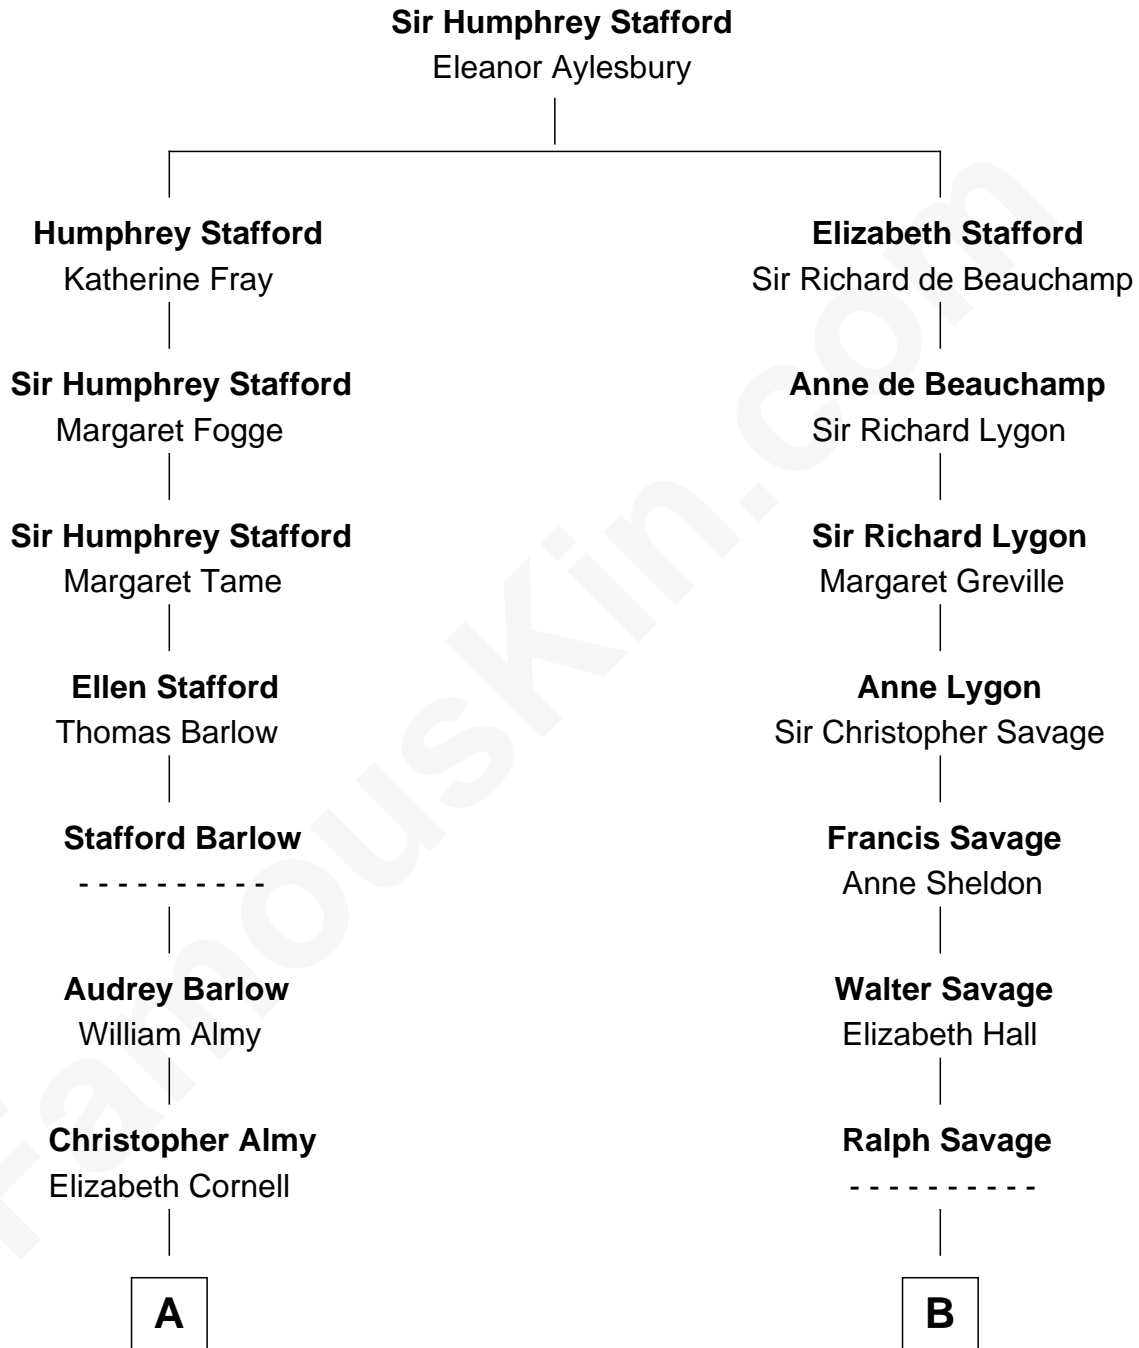 Sir Humphrey Stafford
Eleanor Aylesbury
Humphrey Stafford
Katherine Fray
Elizabeth Stafford
Sir Richard de Beauchamp
Sir Humphrey Stafford
Margaret Fogge
Anne de Beauchamp
Sir Richard Lygon
Sir Humphrey Stafford
Margaret Tame
Sir Richard Lygon
Margaret Greville
Ellen Stafford
Thomas Barlow
Anne Lygon
Sir Christopher Savage
Stafford Barlow
- - - - - - - - - -
Francis Savage
Anne Sheldon
Audrey Barlow
William Almy
Walter Savage
Elizabeth Hall
Christopher Almy
Elizabeth Cornell
Ralph Savage
- - - - - - - - - -
A
B
FamousKin.com